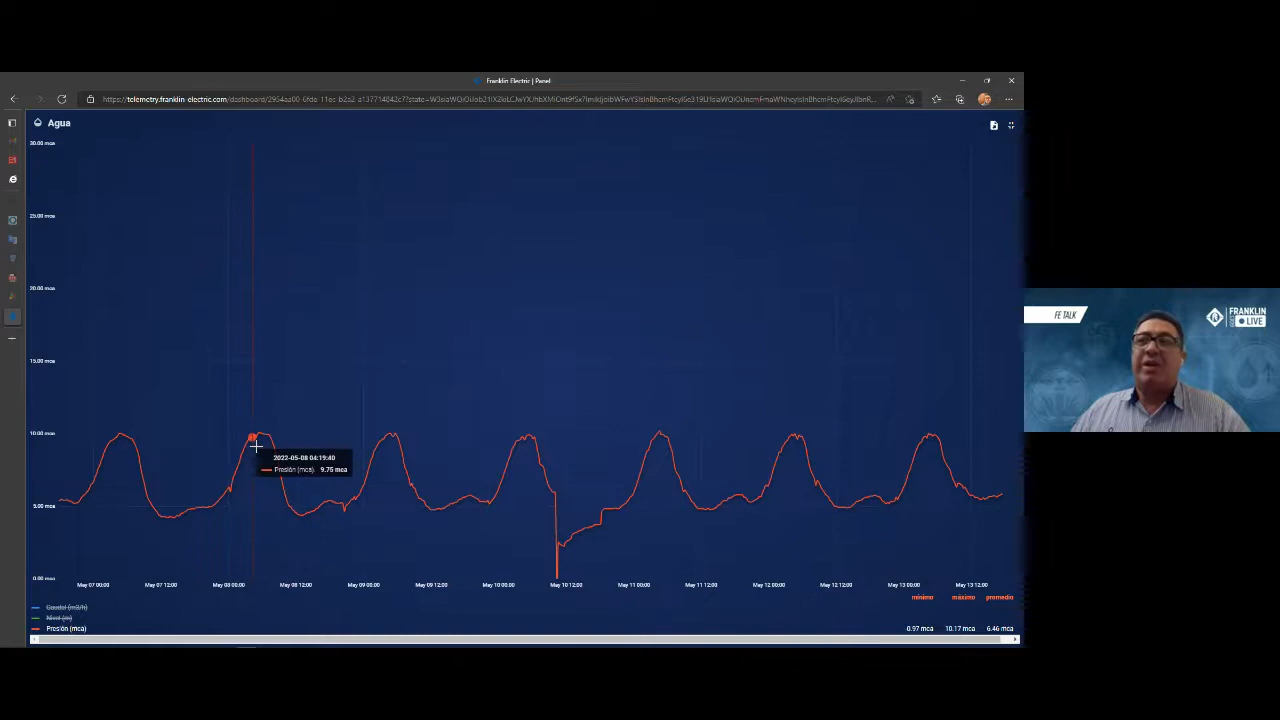 Franklin Electric | Panel
Agua
30.00 mca
25.00 mca
20.00 mca
15.00 mca
10.00 mca
5.00 mca
0.00 mca
2022-05-08 04:19:40
Presión (mca): 9.75 mca
May 07 00:00 May 07 12:00 May 08 00:00 May 08 12:00 May 09 00:00 May 09 12:00 May 10 00:00 May 10 12:00 May 11 00:00 May 11 12:00 May 12 00:00 May 12 12:00 May 13 00:00 May 13 12:00
mínimo máximo promedio
Caudal (m3/h)
Nivel (m)
Presión (mca) 0.97 mca 10.17 mca 6.46 mca
FE TALK
FRANKLIN
LIVE